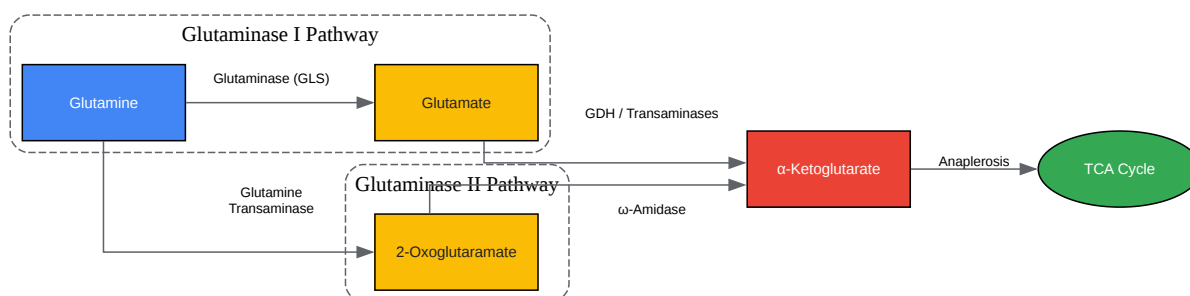 Glutaminase I Pathway
Glutamine
Glutaminase (GLS)
Glutamate
GDH / Transaminases
α-Ketoglutarate
Anaplerosis
TCA Cycle
Glutamine
Transaminase
Glutaminase II Pathway
ω-Amidase
2-Oxoglutaramate